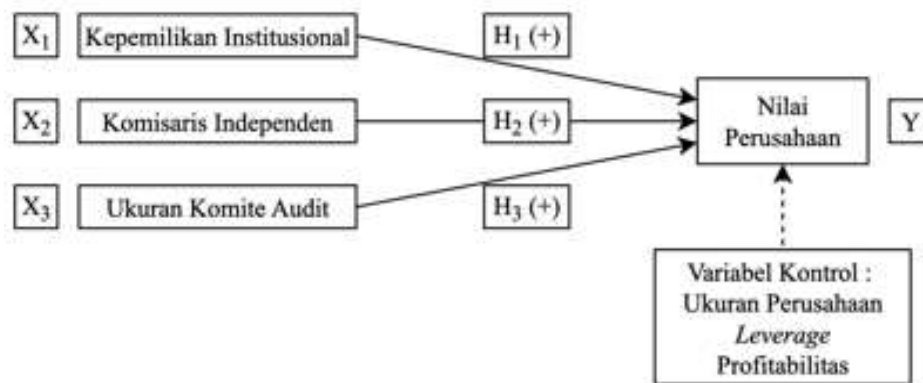 X₁ Kepemilikan Institusional H₁ (+)
X₂ Komisaris Independen H₂ (+) Nilai Perusahaan Y
X₃ Ukuran Komite Audit H₃ (+)
Variabel Kontrol :
Ukuran Perusahaan
Leverage
Profitabilitas